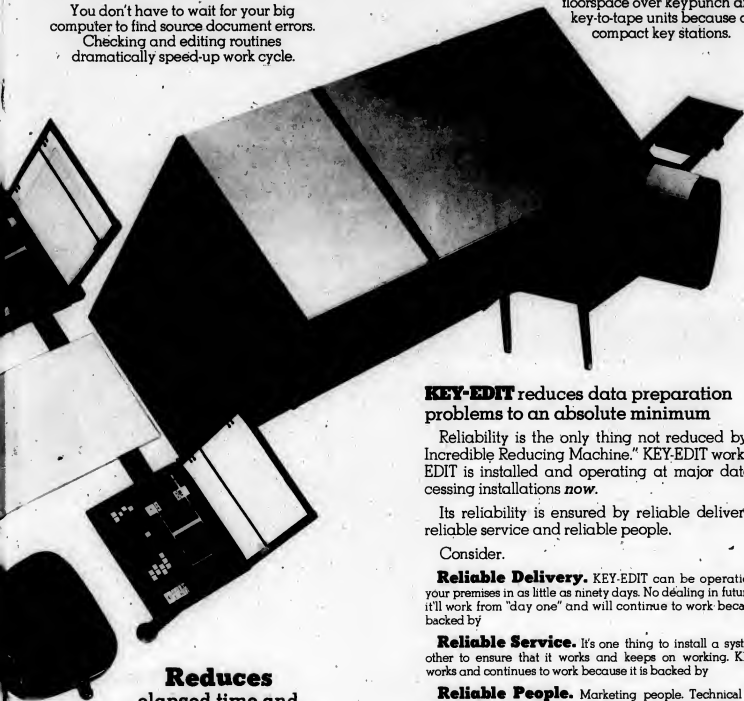 You don't have to wait for your big
computer to find source document errors.
Checking and editing routines
dramatically speed-up work cycle.
floorspace over keypunch
key-to-tape units because
compact key stations.
KEY-EDIT reduces data preparation
problems to an absolute minimum
Reliability is the only thing not reduced by
Incredible Reducing Machine." KEY-EDIT work
EDIT is installed and operating at major dat
cessing installations now.
Its reliability is ensured by reliable deliver
reliable service and reliable people.
Consider.
Reliable Delivery. KEY-EDIT can be operati
your premises in as little as ninety days. No dealing in futur
it'll work from "day one" and will continue to work beca
backed by
Reliable Service. It's one thing to install a syst
other to ensure that it works and keeps on working. K
works and continues to work because it is backed by
Reliable People. Marketing people. Technical
Reduces
elapsed time and